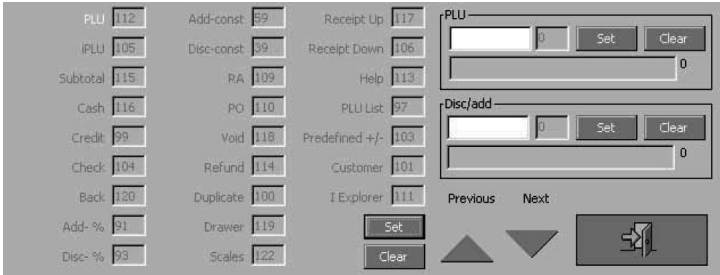 PLU 112 Add-const 59 Receipt Up 117
iPLU 105 Disc-const 39 Receipt Down 106
Subtotal 115 RA 109 Help 113
Cash 116 PO 110 PLU List 97
Credit 99 Void 118 Predefined +/- 103
Check 104 Refund 114 Customer 101
Back 120 Duplicate 100 I Explorer 111
Add- % 91 Drawer 119 Set
Disc- % 93 Scales 122 Clear
PLU
0 Set Clear
0
Disc/add
0 Set Clear
0
Previous Next